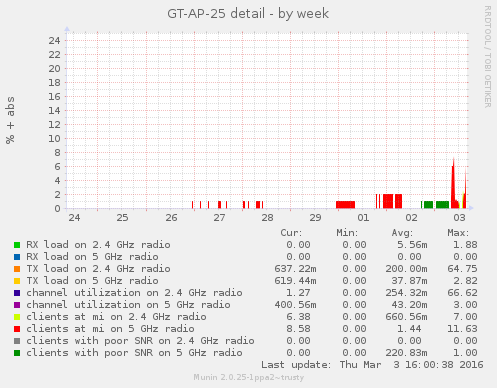 GT-AP-25 detail - by week
RRDTOOL / TOBI OETIKER
% + abs
24
22
20
18
16
14
12
10
8
6
4
2
0
24 25 26 27 28 29 01 02 03
Cur: Min: Avg: Max:
RX load on 2.4 GHz radio 0.00 0.00 5.56m 1.88
RX load on 5 GHz radio 0.00 0.00 0.00 0.00
TX load on 2.4 GHz radio 637.22m 0.00 200.00m 64.75
TX load on 5 GHz radio 619.44m 0.00 37.87m 2.82
channel utilization on 2.4 GHz radio 1.27 0.00 254.32m 66.62
channel utilization on 5 GHz radio 400.56m 0.00 43.20m 3.00
clients at mi on 2.4 GHz radio 6.38 0.00 660.56m 7.00
clients at mi on 5 GHz radio 8.58 0.00 1.44 11.63
clients with poor SNR on 2.4 GHz radio 0.00 0.00 0.00 0.00
clients with poor SNR on 5 GHz radio 0.00 0.00 220.83m 1.00
Last update: Thu Mar 3 16:00:38 2016
Munin 2.0.25-1ppa2~trusty